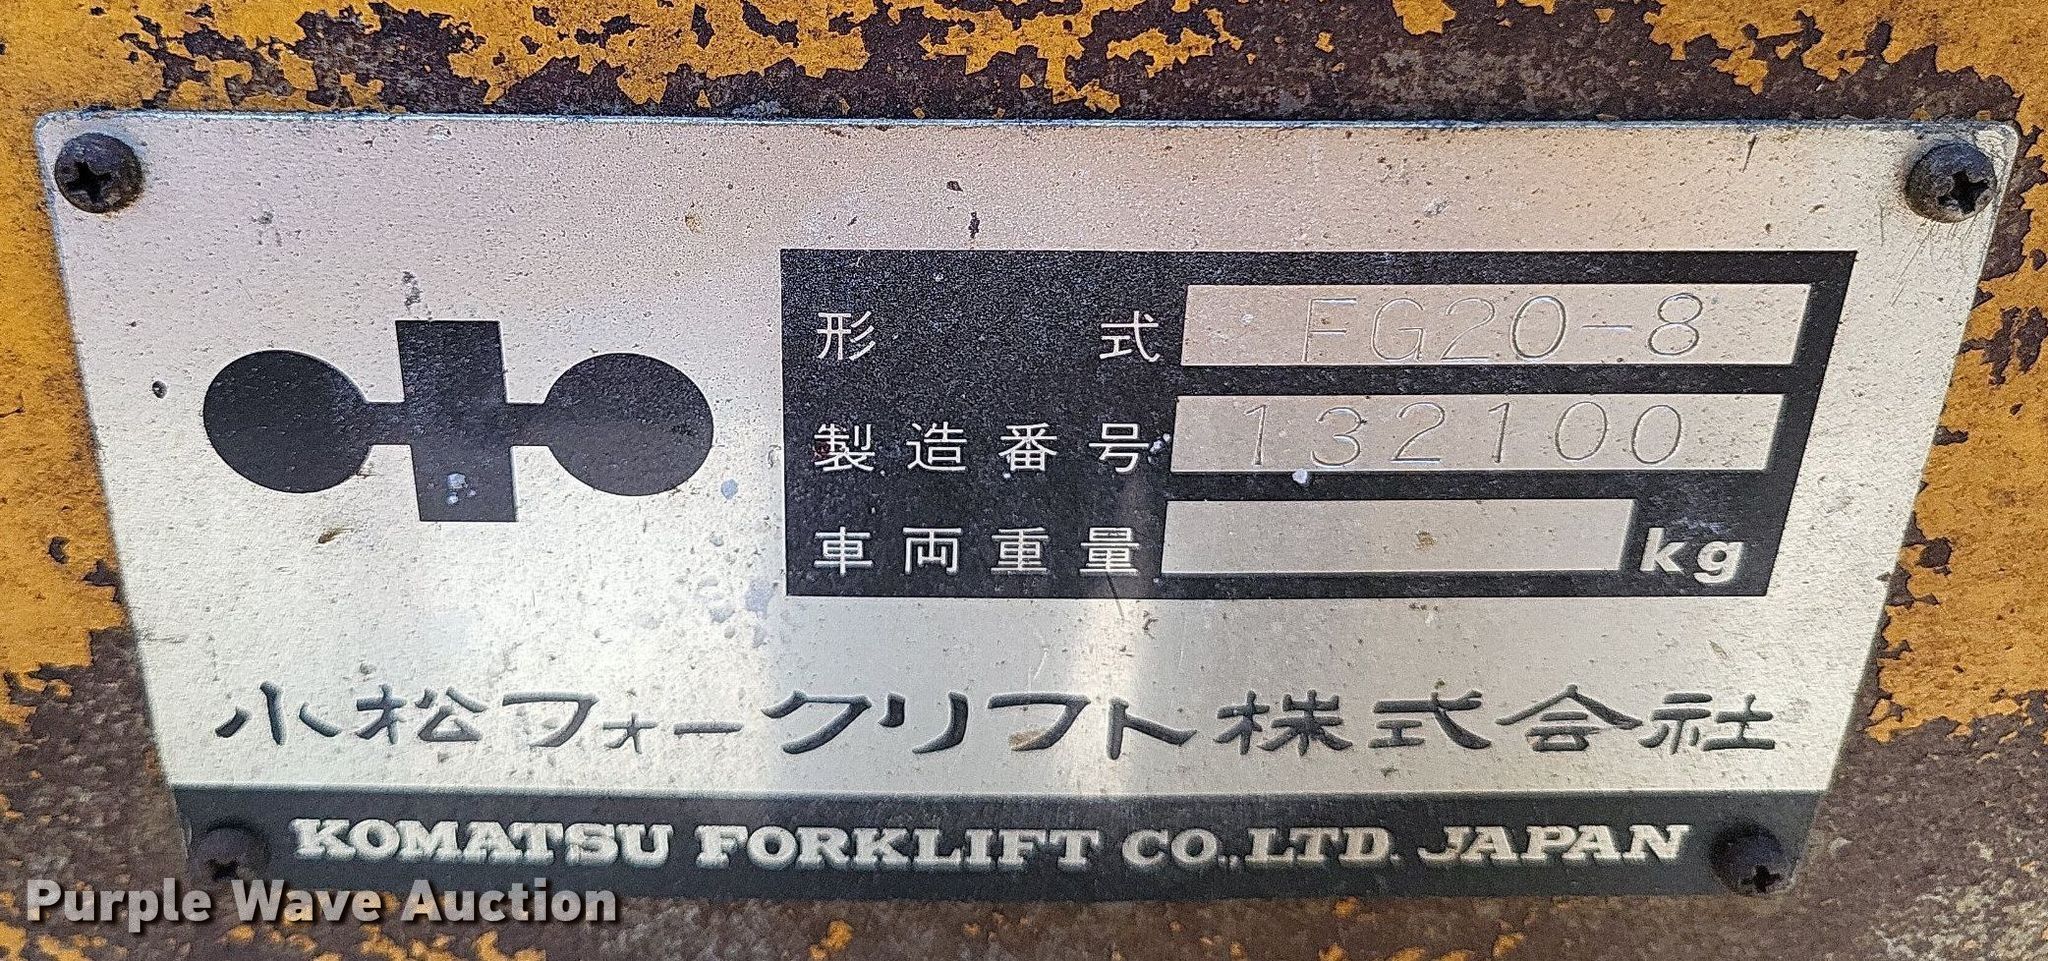 形式 FG20-8
製造番号 132100
車両重量 kg
小松フォークリフト株式会社
KOMATSU FORKLIFT CO.,LTD. JAPAN
Purple Wave Auction